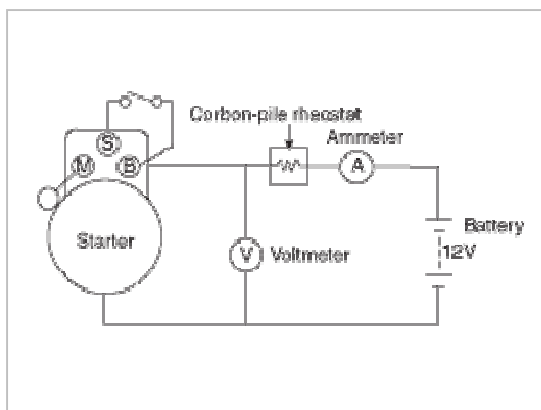 Carbon-pile rheostat
Ammeter
S
M
B
A
Battery
12V
Starter
V
Voltmeter